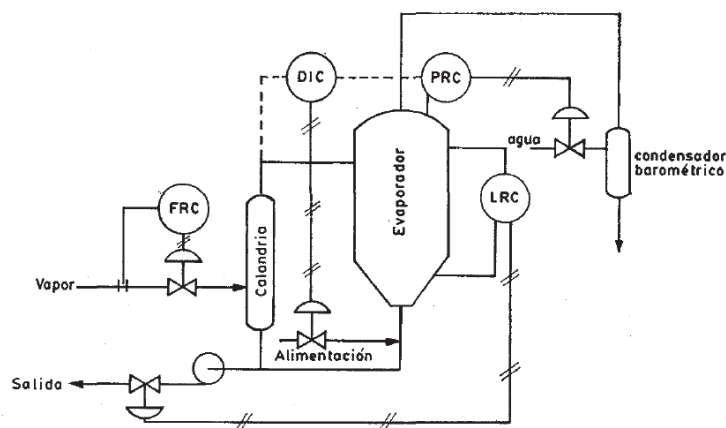 DIC
PRC
agua
condensador
barométrico
FRC
LRC
Evaporador
Calandria
Vapor
Alimentación
Salida